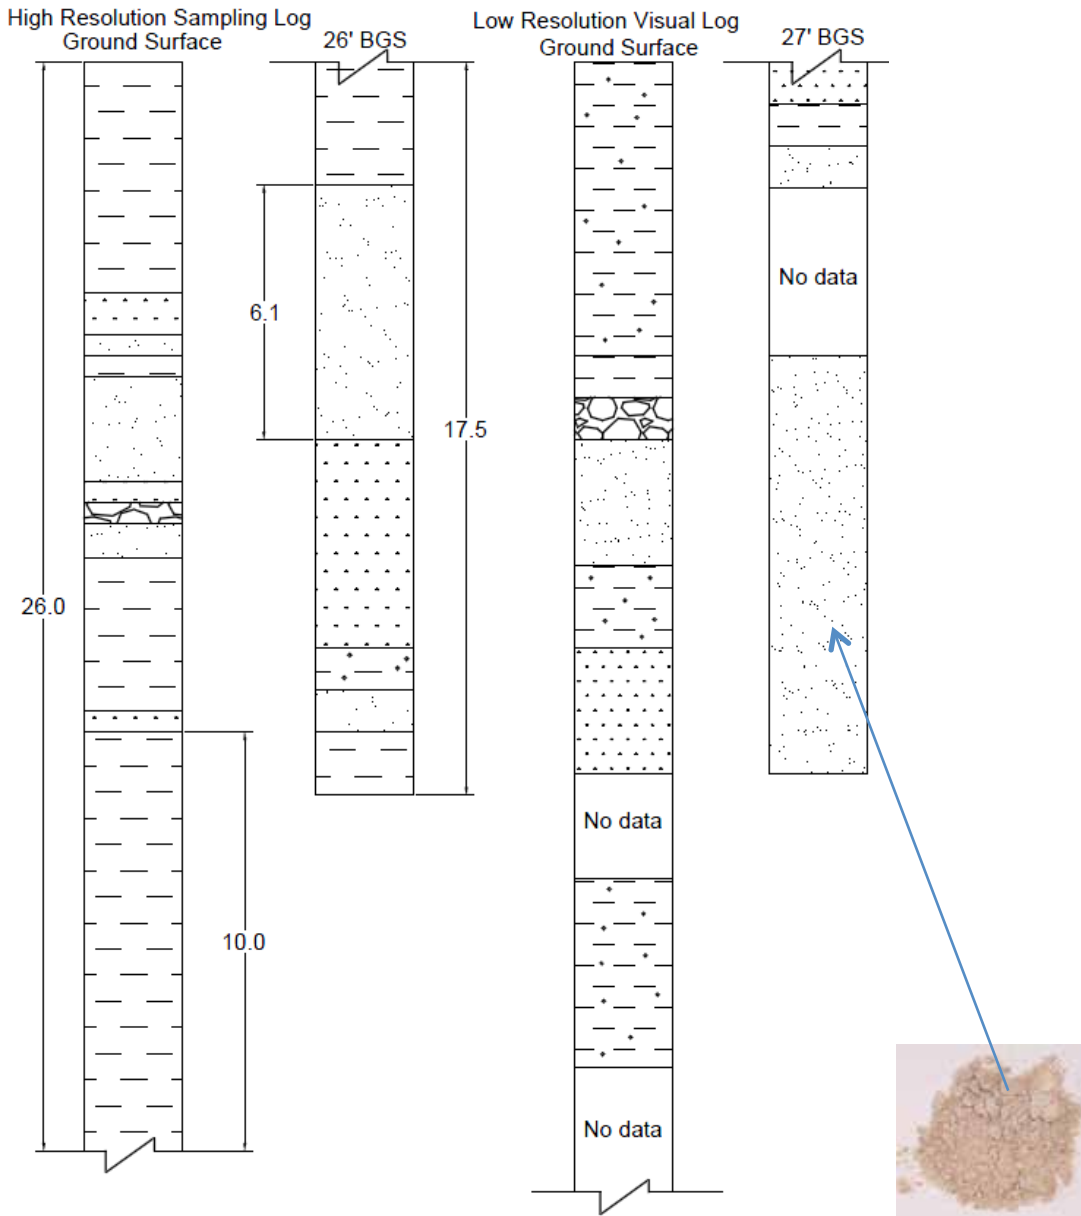 High Resolution Sampling Log
Ground Surface
26' BGS
Low Resolution Visual Log
Ground Surface
27' BGS
No data
6.1
17.5
26.0
No data
10.0
No data